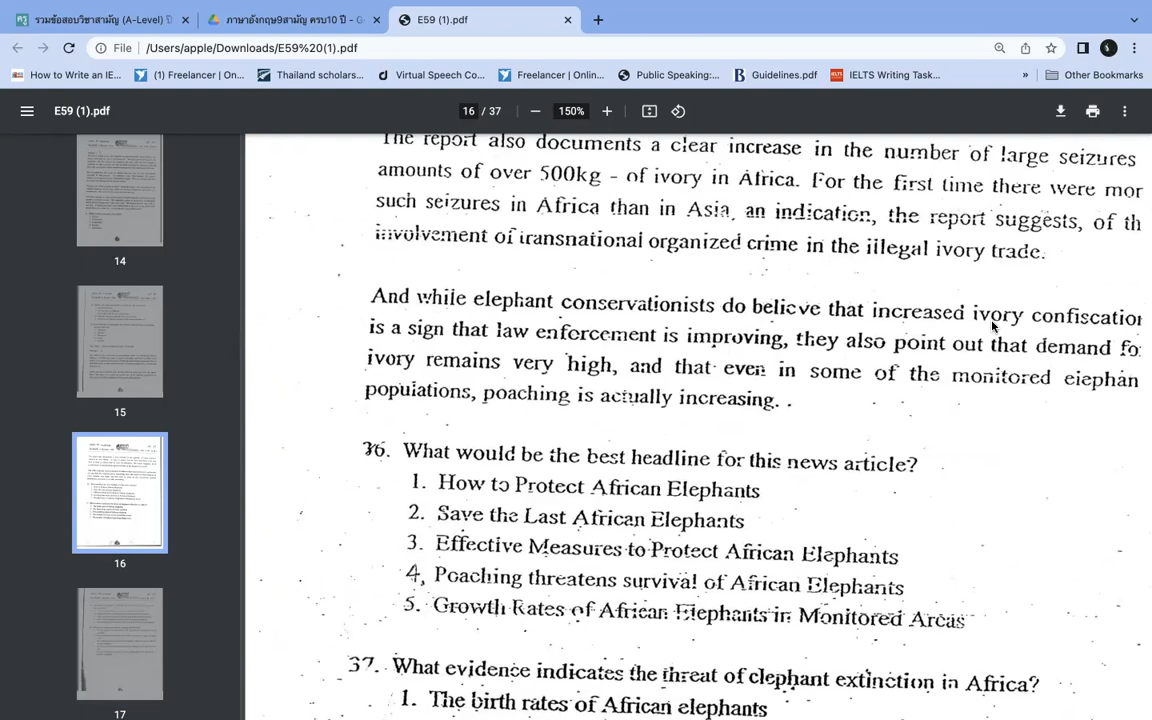 รวมข้อสอบวิชาสามัญ (A-Level) ปี
ภาษาอังกฤษ9สามัญ ครบ10 ปี - G
E59 (1).pdf
File /Users/apple/Downloads/E59%20(1).pdf
How to Write an IE...
(1) Freelancer | On...
Thailand scholars...
Virtual Speech Co...
Freelancer | Onlin...
Public Speaking:...
Guidelines.pdf
IELTS Writing Task...
»
Other Bookmarks
E59 (1).pdf
16 / 37
150%
14
15
16
17
The report also documents a clear increase in the number of large seizures
amounts of over 500kg - of ivory in Africa. For the first time there were mor
such seizures in Africa than in Asia, an indication, the report suggests, of th
involvement of transnational organized crime in the illegal ivory trade.
And while elephant conservationists do believe that increased ivory confiscation
is a sign that law enforcement is improving, they also point out that demand fo
ivory remains very high, and that even in some of the monitored elephan
populations, poaching is actually increasing. .
36. What would be the best headline for this news article?
1. How to Protect African Elephants
2. Save the Last African Elephants
3. Effective Measures to Protect African Elephants
4, Poaching threatens survival of African Elephants
5. Growth Rates of African Elephants in Monitored Areas
37. What evidence indicates the threat of elephant extinction in Africa?
1. The birth rates of African elephants